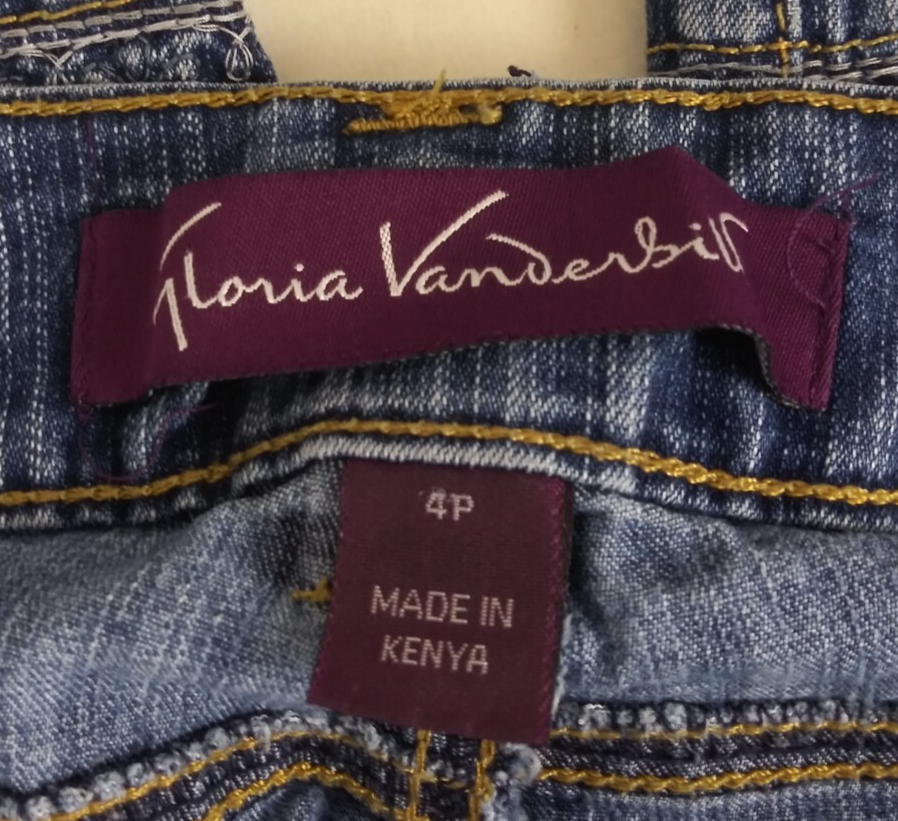 Gloria Vanderbilt
4P
MADE IN
KENYA